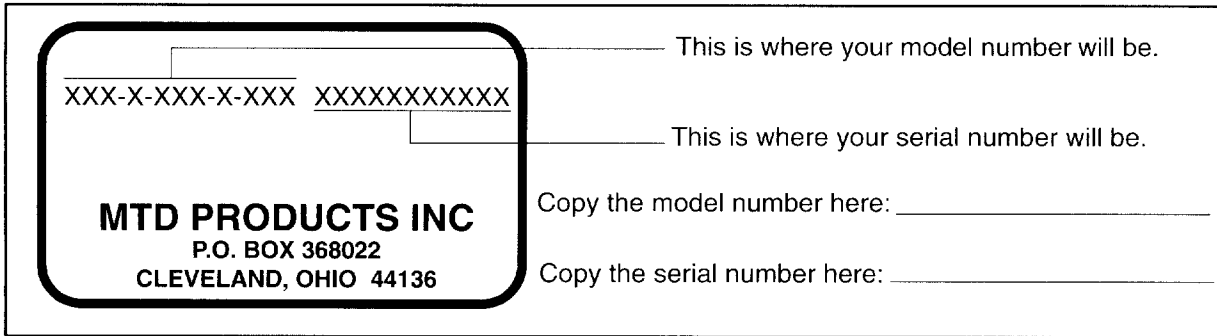 This is where your model number will be.
XXX-X-XXX-X-XXX XXXXXXXXXXX
This is where your serial number will be.
MTD PRODUCTS INC
P.O. BOX 368022
CLEVELAND, OHIO 44136
Copy the model number here:
Copy the serial number here: